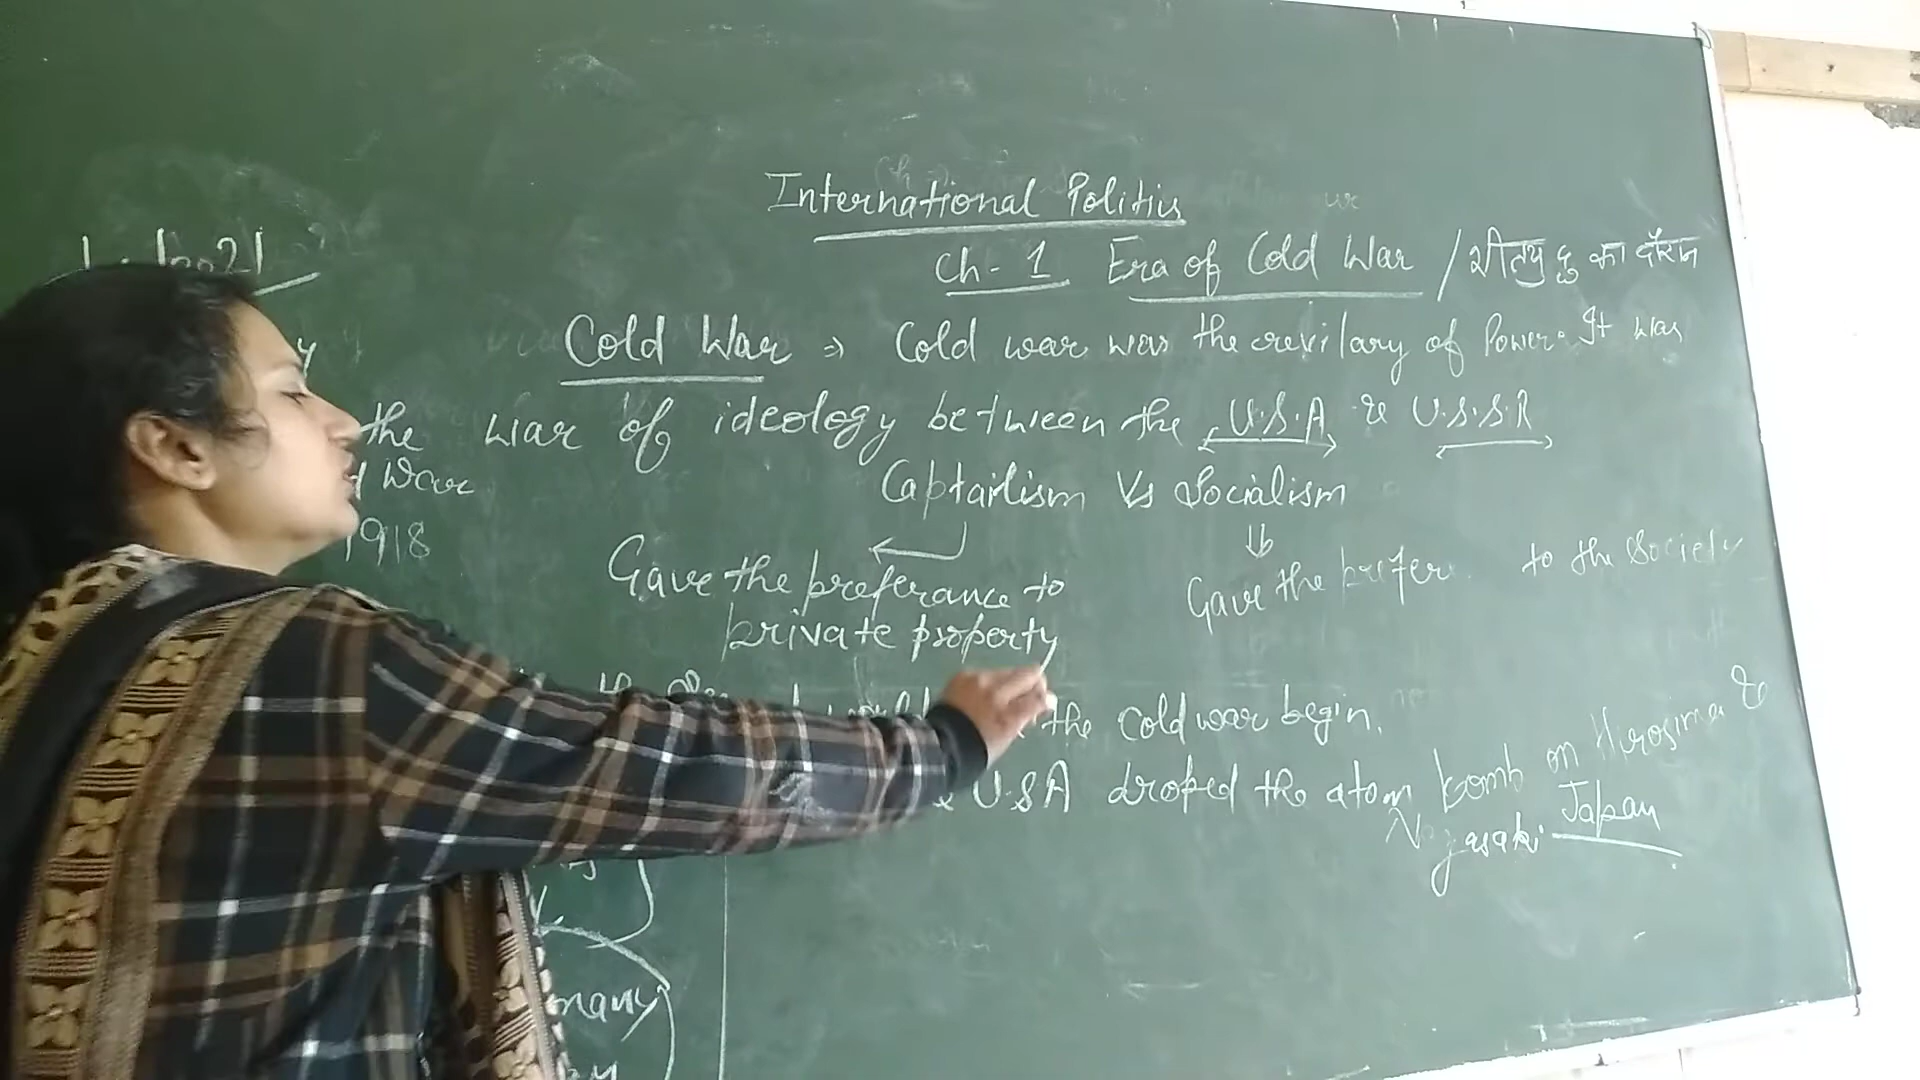 International Politics
Ch-1 Era of Cold War / शीतयुद्ध का दौर
Cold War ⇒ Cold war was the revilary of Power. It was
the war of ideology between the U.S.A & U.S.S.R
War
1918
Captailism Vs Socialism
Gave the preferance to
private property
Gave the prefer to the Society
the cold war begin.
U.S.A droped the atom bomb on Hirosima &
Nagasaki Japan
many